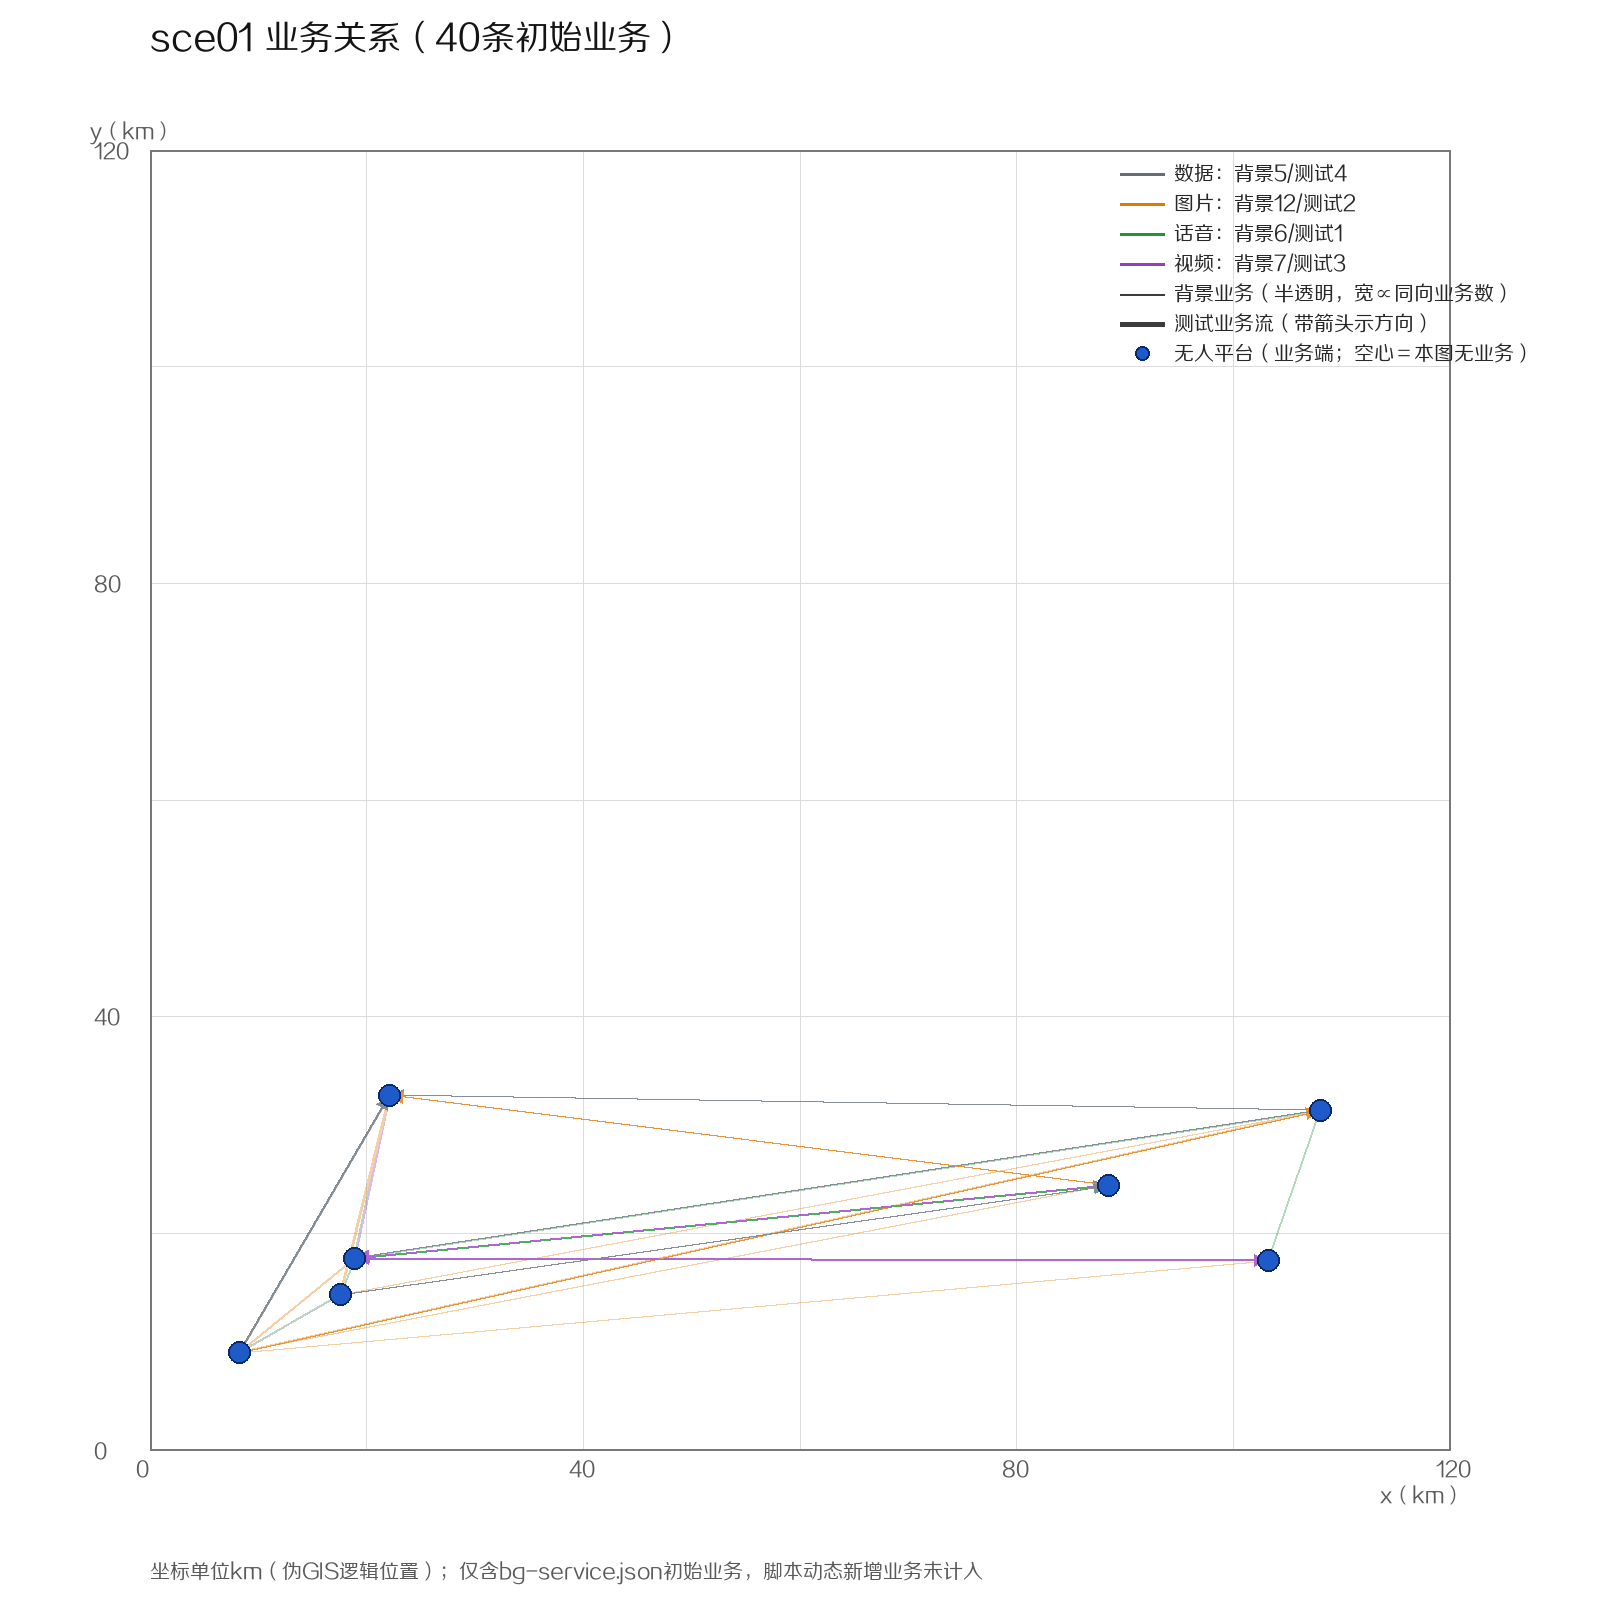 sce01 业务关系（40条初始业务）
y（km）
120
数据：背景5/测试4
图片：背景12/测试2
话音：背景6/测试1
视频：背景7/测试3
背景业务（半透明，宽∝同向业务数）
测试业务流（带箭头示方向）
无人平台（业务端；空心＝本图无业务）
80
40
0
0
40
80
120
x（km）
坐标单位km（伪GIS逻辑位置）；仅含bg-service.json初始业务，脚本动态新增业务未计入